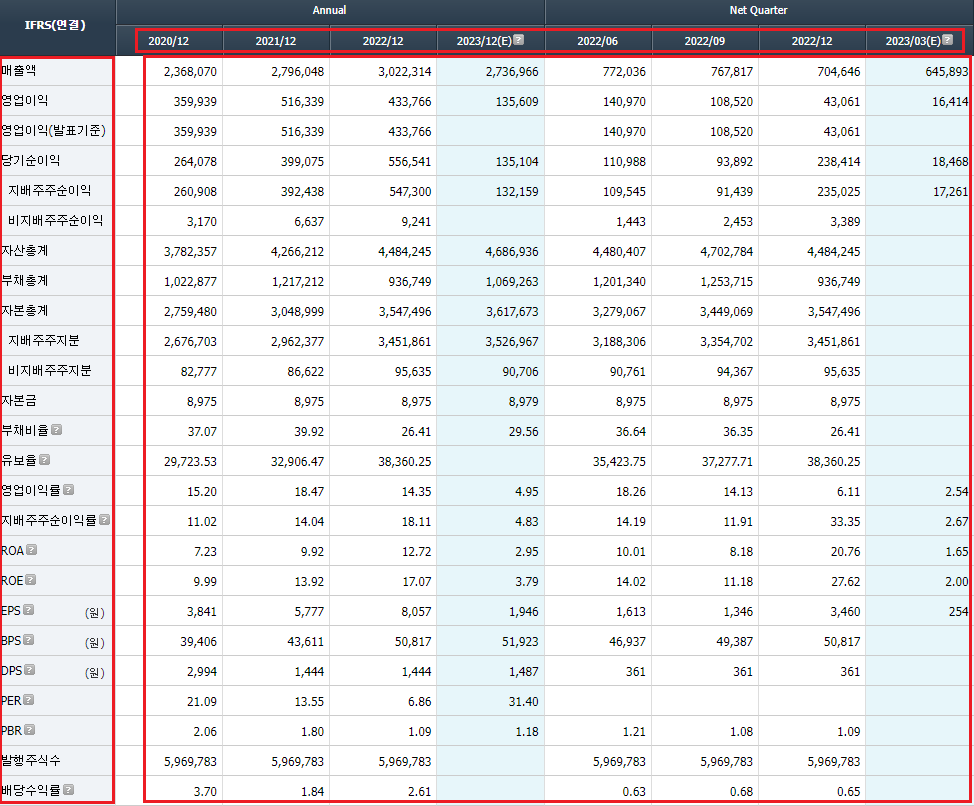 IFRS(연결) Annual Net Quarter
2020/12 2021/12 2022/12 2023/12(E) 2022/06 2022/09 2022/12 2023/03(E)
매출액 2,368,070 2,796,048 3,022,314 2,736,966 772,036 767,817 704,646 645,893
영업이익 359,939 516,339 433,766 135,609 140,970 108,520 43,061 16,414
영업이익(발표기준) 359,939 516,339 433,766 140,970 108,520 43,061
당기순이익 264,078 399,075 556,541 135,104 110,988 93,892 238,414 18,468
지배주주순이익 260,908 392,438 547,300 132,159 109,545 91,439 235,025 17,261
비지배주주순이익 3,170 6,637 9,241 1,443 2,453 3,389
자산총계 3,782,357 4,266,212 4,484,245 4,686,936 4,480,407 4,702,784 4,484,245
부채총계 1,022,877 1,217,212 936,749 1,069,263 1,201,340 1,253,715 936,749
자본총계 2,759,480 3,048,999 3,547,496 3,617,673 3,279,067 3,449,069 3,547,496
지배주주지분 2,676,703 2,962,377 3,451,861 3,526,967 3,188,306 3,354,702 3,451,861
비지배주주지분 82,777 86,622 95,635 90,706 90,761 94,367 95,635
자본금 8,975 8,975 8,975 8,979 8,975 8,975 8,975
부채비율 37.07 39.92 26.41 29.56 36.64 36.35 26.41
유보율 29,723.53 32,906.47 38,360.25 35,423.75 37,277.71 38,360.25
영업이익률 15.20 18.47 14.35 4.95 18.26 14.13 6.11 2.54
지배주주순이익률 11.02 14.04 18.11 4.83 14.19 11.91 33.35 2.67
ROA 7.23 9.92 12.72 2.95 10.01 8.18 20.76 1.65
ROE 9.99 13.92 17.07 3.79 14.02 11.18 27.62 2.00
EPS (원) 3,841 5,777 8,057 1,946 1,613 1,346 3,460 254
BPS (원) 39,406 43,611 50,817 51,923 46,937 49,387 50,817
DPS (원) 2,994 1,444 1,444 1,487 361 361 361
PER 21.09 13.55 6.86 31.40
PBR 2.06 1.80 1.09 1.18 1.21 1.08 1.09
발행주식수 5,969,783 5,969,783 5,969,783 5,969,783 5,969,783 5,969,783
배당수익률 3.70 1.84 2.61 0.63 0.68 0.65